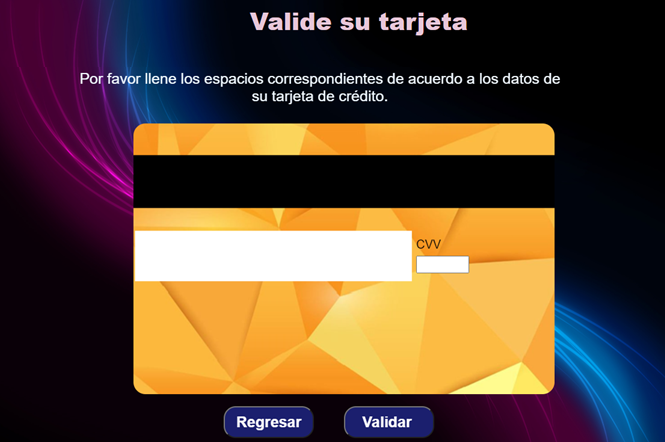 Valide su tarjeta
Por favor llene los espacios correspondientes de acuerdo a los datos de
su tarjeta de crédito.
CVV
Regresar
Validar